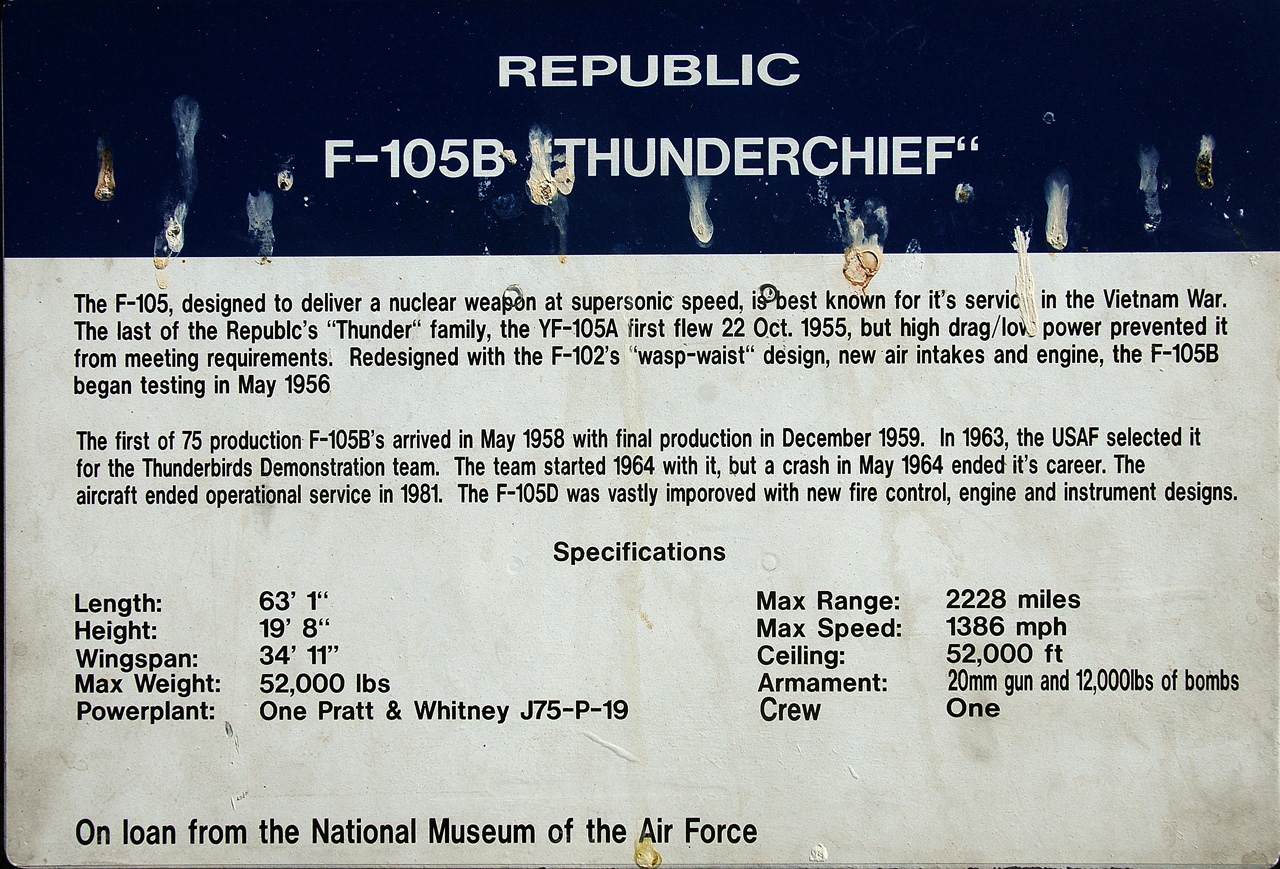 REPUBLIC
F-105B "THUNDERCHIEF“
The F-105, designed to deliver a nuclear weapon at supersonic speed, is best known for it's service in the Vietnam War.
The last of the Republc's “Thunder“ family, the YF-105A first flew 22 Oct. 1955, but high drag/low power prevented it
from meeting requirements. Redesigned with the F-102's “wasp-waist“ design, new air intakes and engine, the F-105B
began testing in May 1956
The first of 75 production F-105B's arrived in May 1958 with final production in December 1959. In 1963, the USAF selected it
for the Thunderbirds Demonstration team. The team started 1964 with it, but a crash in May 1964 ended it's career. The
aircraft ended operational service in 1981. The F-105D was vastly imporoved with new fire control, engine and instrument designs.
Specifications
Length: 63' 1“
Height: 19' 8“
Wingspan: 34' 11”
Max Weight: 52,000 lbs
Powerplant: One Pratt & Whitney J75-P-19
Max Range: 2228 miles
Max Speed: 1386 mph
Ceiling: 52,000 ft
Armament: 20mm gun and 12,000lbs of bombs
Crew One
On loan from the National Museum of the Air Force